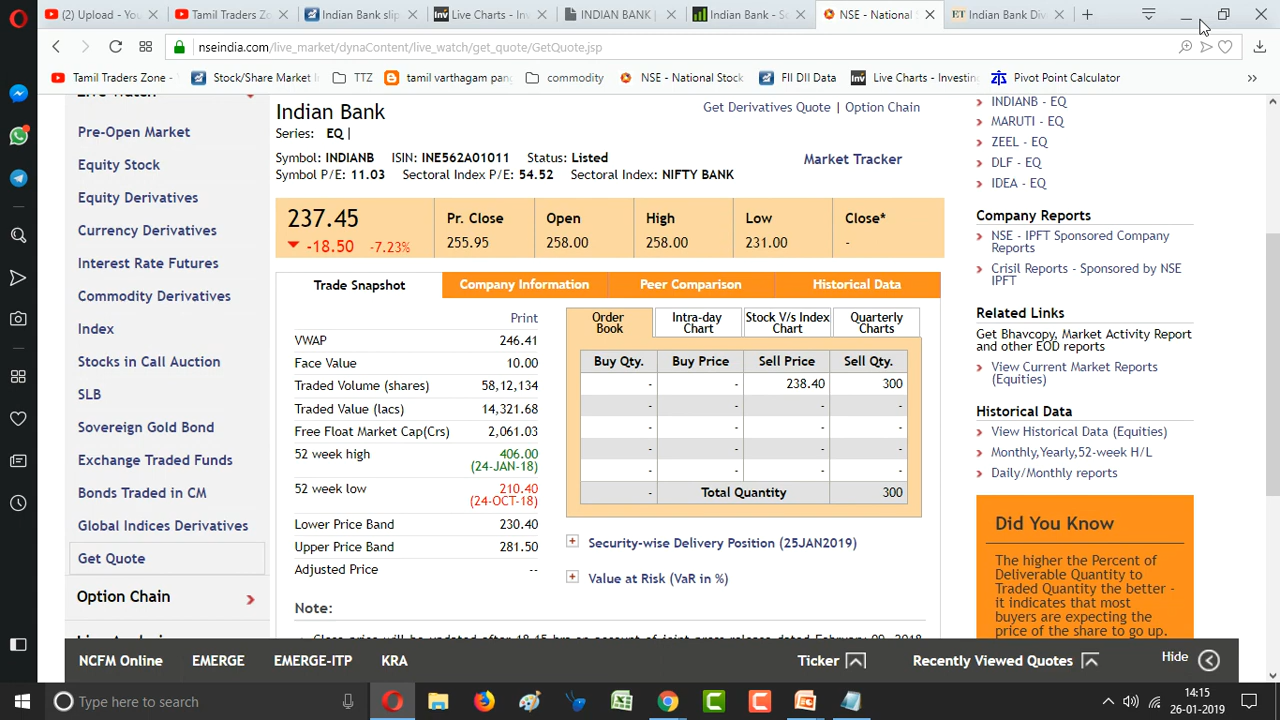 (2) Upload - Yo
Tamil Traders Zo
Indian Bank slip
Live Charts - Inv
INDIAN BANK
Indian Bank - Se
NSE - National S
ET Indian Bank Div
nseindia.com/live_market/dynaContent/live_watch/get_quote/GetQuote.jsp
Tamil Traders Zone -
Stock/Share Market I
TTZ
tamil varthagam pan
commodity
NSE - National Stock
FII DII Data
Inv Live Charts - Investin
Pivot Point Calculator
Pre-Open Market
Equity Stock
Equity Derivatives
Currency Derivatives
Interest Rate Futures
Commodity Derivatives
Index
Stocks in Call Auction
SLB
Sovereign Gold Bond
Exchange Traded Funds
Bonds Traded in CM
Global Indices Derivatives
Get Quote
Option Chain
Indian Bank
Get Derivatives Quote | Option Chain
Series: EQ |
Symbol: INDIANB ISIN: INE562A01011 Status: Listed
Market Tracker
Symbol P/E: 11.03 Sectoral Index P/E: 54.52 Sectoral Index: NIFTY BANK
237.45 Pr. Close Open High Low Close*
-18.50 -7.23% 255.95 258.00 258.00 231.00 -
Trade Snapshot Company Information Peer Comparison Historical Data
Print
VWAP 246.41
Face Value 10.00
Traded Volume (shares) 58,12,134
Traded Value (lacs) 14,321.68
Free Float Market Cap(Crs) 2,061.03
52 week high 406.00
(24-JAN-18)
52 week low 210.40
(24-OCT-18)
Lower Price Band 230.40
Upper Price Band 281.50
Adjusted Price --
Note:
Order Book
Intra-day Chart
Stock V/s Index Chart
Quarterly Charts
Buy Qty. Buy Price Sell Price Sell Qty.
- - 238.40 300
- - - -
- - - -
- - - -
- - - -
- Total Quantity 300
Security-wise Delivery Position (25JAN2019)
Value at Risk (VaR in %)
INDIANB - EQ
MARUTI - EQ
ZEEL - EQ
DLF - EQ
IDEA - EQ
Company Reports
NSE - IPFT Sponsored Company
Reports
Crisil Reports - Sponsored by NSE
IPFT
Related Links
Get Bhavcopy, Market Activity Report
and other EOD reports
View Current Market Reports
(Equities)
Historical Data
View Historical Data (Equities)
Monthly,Yearly,52-week H/L
Daily/Monthly reports
Did You Know
The higher the Percent of
Deliverable Quantity to
Traded Quantity the better -
it indicates that most
buyers are expecting the
price of the share to go up.
NCFM Online EMERGE EMERGE-ITP KRA Ticker Recently Viewed Quotes Hide
Type here to search
14:15
26-01-2019